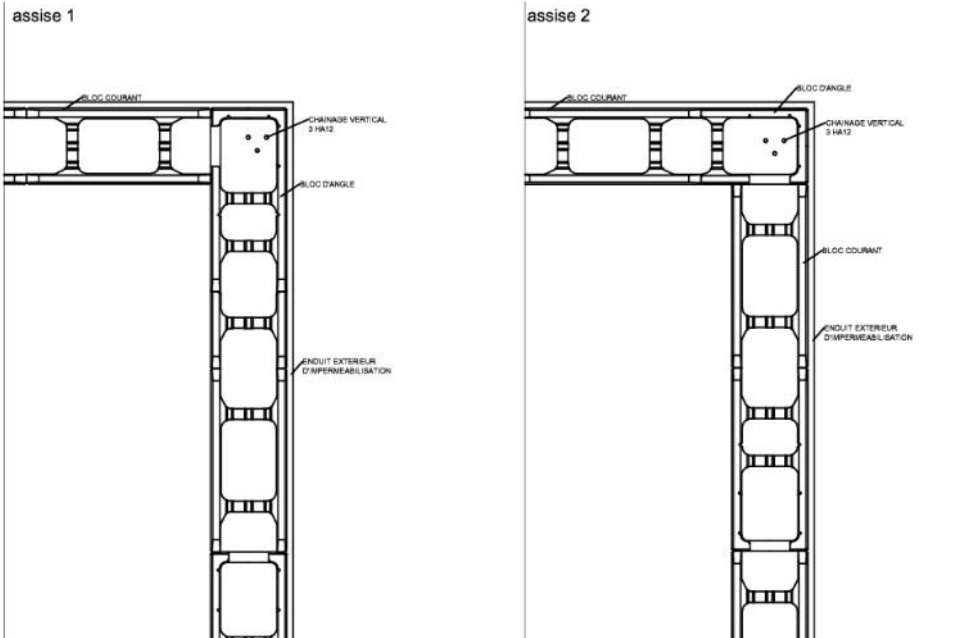 assise 1
BLOC COURANT
CHAINAGE VERTICAL
3 HA12
BLOC D'ANGLE
ENDUIT EXTERIEUR
D'IMPERMEABILISATION
assise 2
BLOC D'ANGLE
BLOC COURANT
CHAINAGE VERTICAL
3 HA12
BLOC COURANT
ENDUIT EXTERIEUR
D'IMPERMEABILISATION